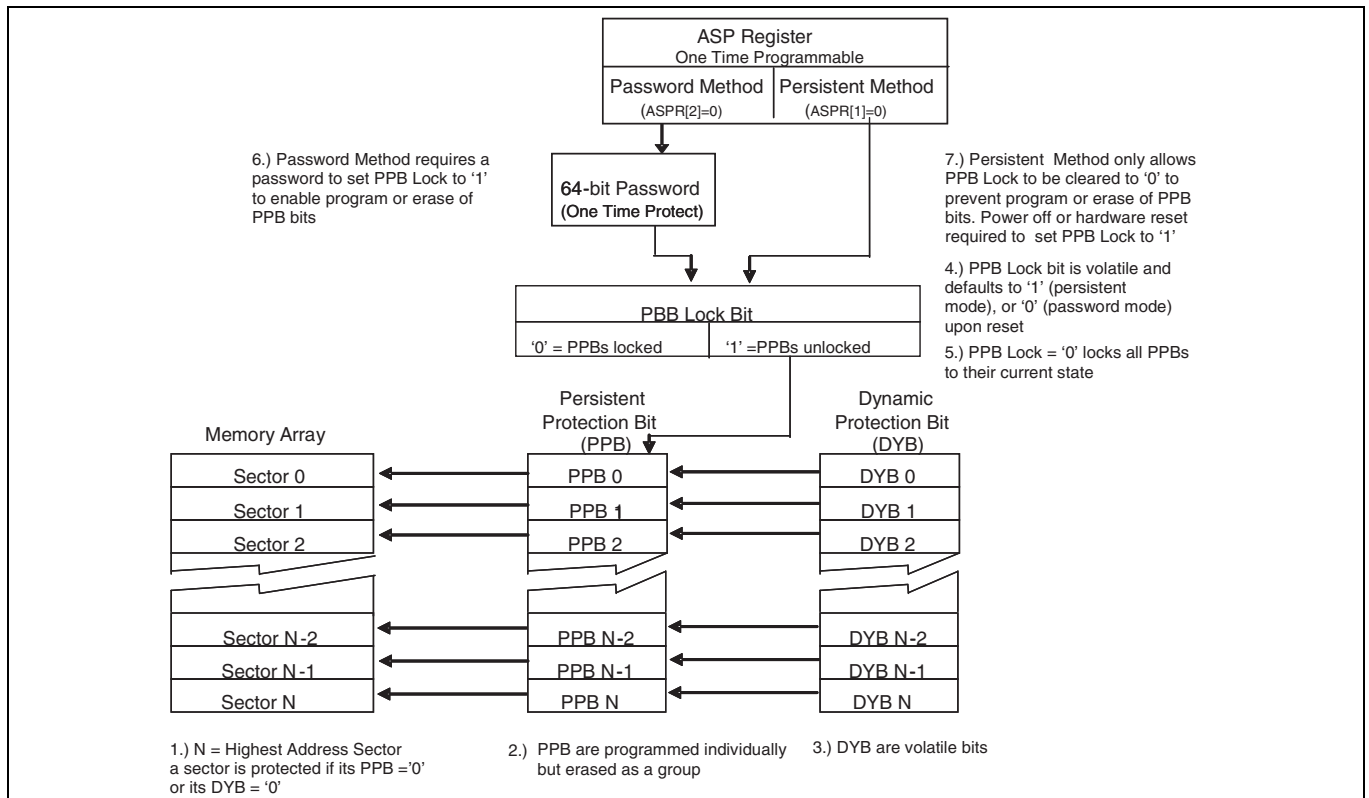 ASP Register
One Time Programmable
Password Method
(ASPR[2]=0)
Persistent Method
(ASPR[1]=0)
6.) Password Method requires a
password to set PPB Lock to ‘1’
to enable program or erase of
PPB bits
64-bit Password
(One Time Protect)
7.) Persistent Method only allows
PPB Lock to be cleared to ‘0’ to
prevent program or erase of PPB
bits. Power off or hardware reset
required to set PPB Lock to ‘1’
4.) PPB Lock bit is volatile and
defaults to ‘1’ (persistent
mode), or ‘0’ (password mode)
upon reset
5.) PPB Lock = ‘0’ locks all PPBs
to their current state
PBB Lock Bit
‘0’ = PPBs locked
‘1’ =PPBs unlocked
Memory Array
Persistent
Protection Bit
(PPB)
Dynamic
Protection Bit
(DYB)
Sector 0
PPB 0
DYB 0
Sector 1
PPB 1
DYB 1
Sector 2
PPB 2
DYB 2
Sector N-2
PPB N-2
DYB N-2
Sector N-1
PPB N-1
DYB N-1
Sector N
PPB N
DYB N
1.) N = Highest Address Sector
a sector is protected if its PPB =‘0’
or its DYB = ‘0’
2.) PPB are programmed individually
but erased as a group
3.) DYB are volatile bits